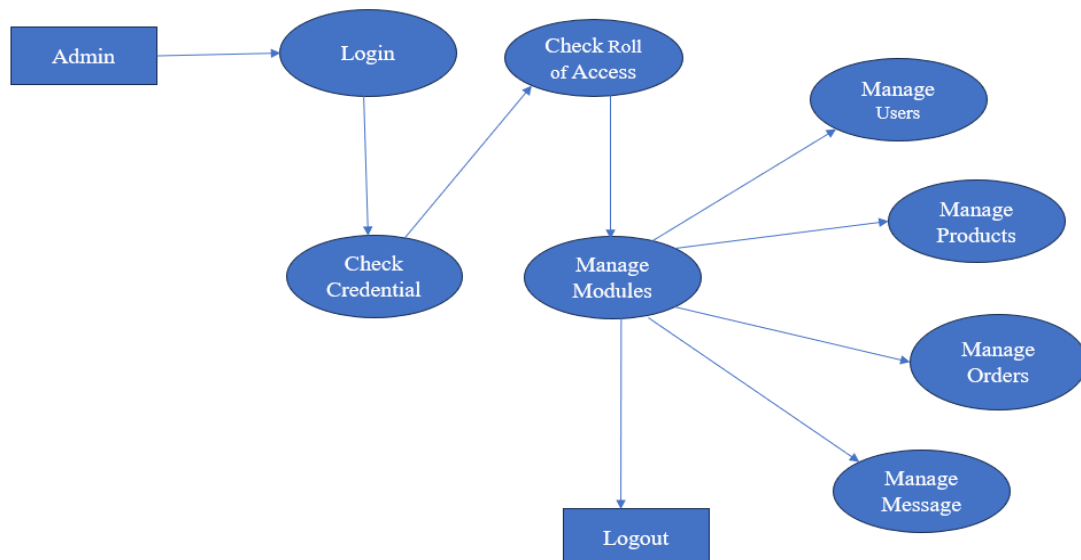 Admin
Login
Check Roll
of Access
Manage
Users
Manage
Products
Check
Credential
Manage
Modules
Manage
Orders
Manage
Message
Logout